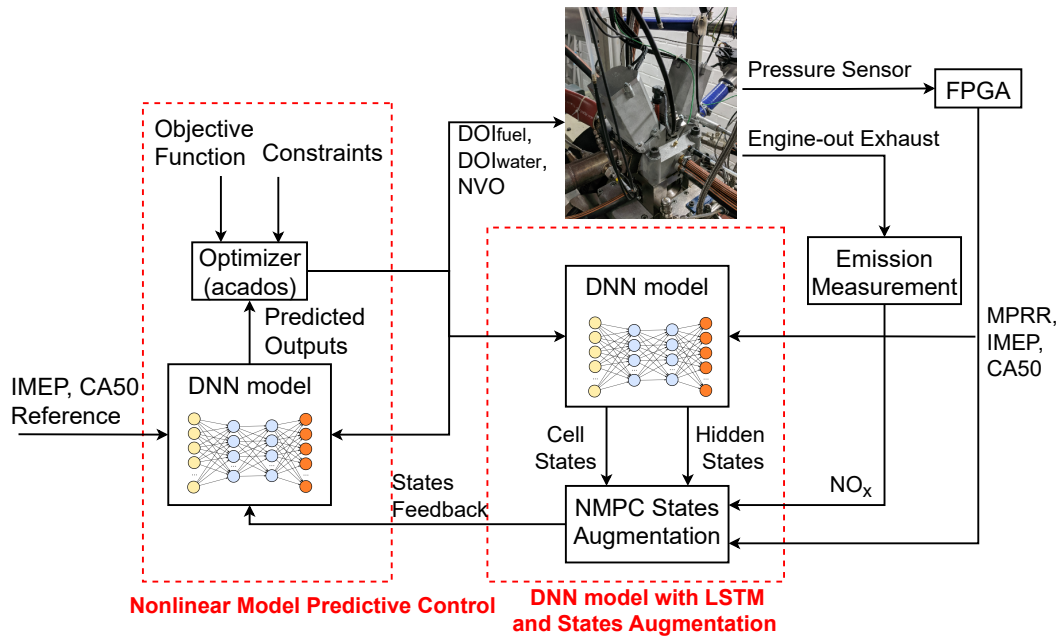 Pressure Sensor
FPGA
Objective
Function
Constraints
DOIfuel,
DOIwater,
NVO
Engine-out Exhaust
Optimizer
(acados)
DNN model
Emission
Measurement
Predicted
Outputs
MPRR,
IMEP,
CA50
IMEP, CA50
Reference
DNN model
Cell
States
Hidden
States
States
Feedback
NOx
NMPC States
Augmentation
Nonlinear Model Predictive Control
DNN model with LSTM
and States Augmentation